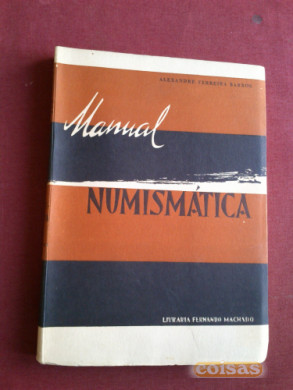 ALEXANDRE FERREIRA BARROS
Manual
NUMISMÁTICA
LIVRARIA FERNANDO MACHADO
coisas